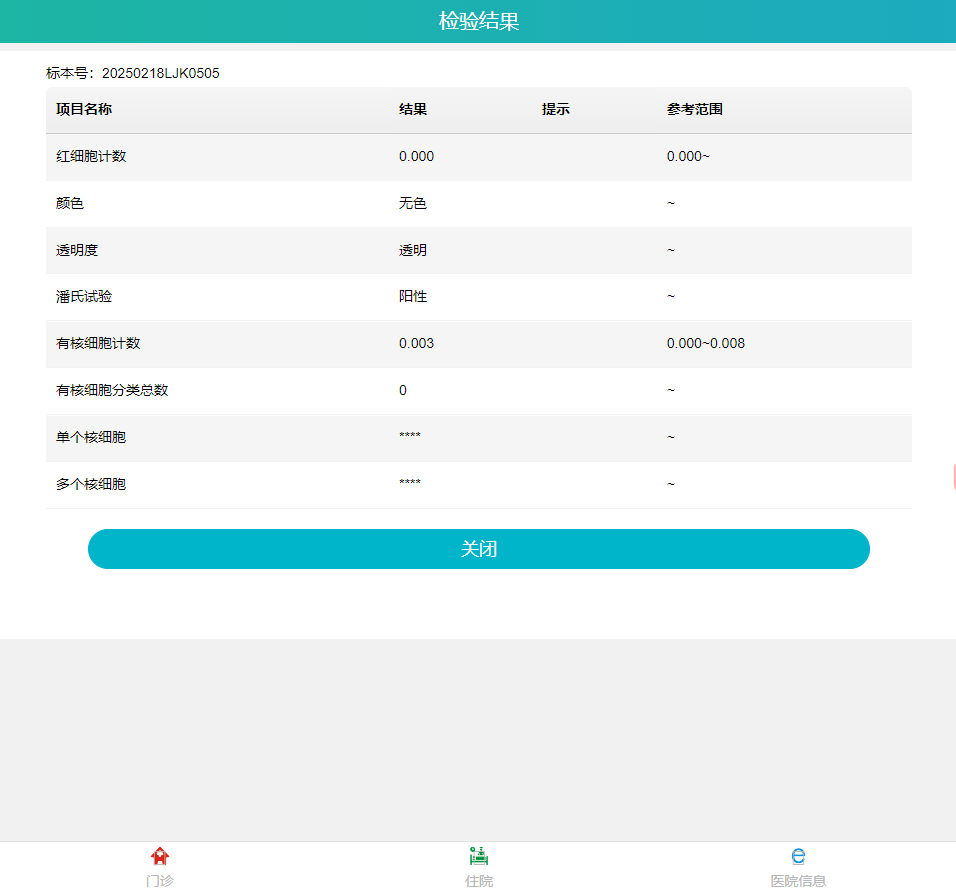 检验结果
标本号：20250218LJK0505
项目名称 结果 提示 参考范围
红细胞计数 0.000 0.000~
颜色 无色 ~
透明度 透明 ~
潘氏试验 阳性 ~
有核细胞计数 0.003 0.000~0.008
有核细胞分类总数 0 ~
单个核细胞 **** ~
多个核细胞 **** ~
关闭
门诊 住院 医院信息